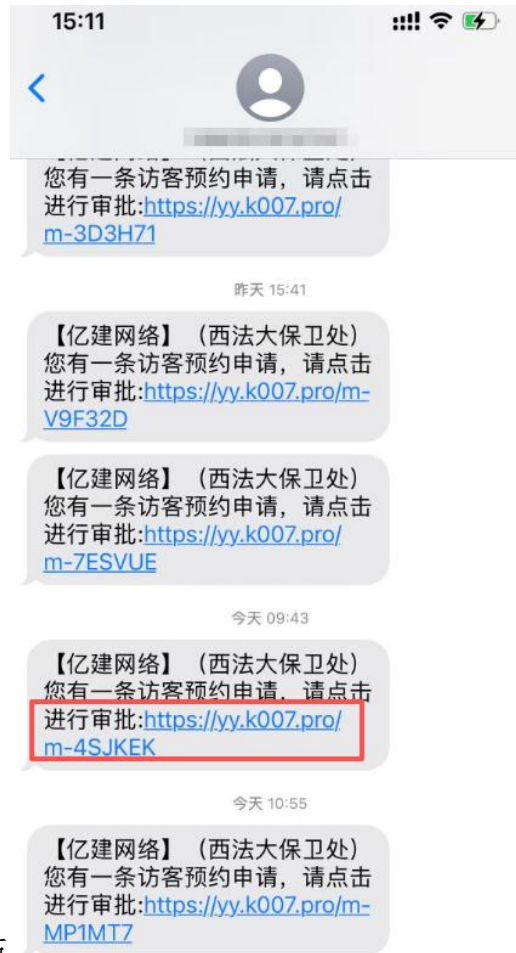 15:11
您有一条访客预约申请，请点击
进行审批:https://yy.k007.pro/
m-3D3H71
昨天 15:41
【亿建网络】（西法大保卫处）
您有一条访客预约申请，请点击
进行审批:https://yy.k007.pro/m-
V9F32D
【亿建网络】（西法大保卫处）
您有一条访客预约申请，请点击
进行审批:https://yy.k007.pro/
m-7ESVUE
今天 09:43
【亿建网络】（西法大保卫处）
您有一条访客预约申请，请点击
进行审批:https://yy.k007.pro/
m-4SJKEK
今天 10:55
【亿建网络】（西法大保卫处）
您有一条访客预约申请，请点击
进行审批:https://yy.k007.pro/m-
MP1MT7